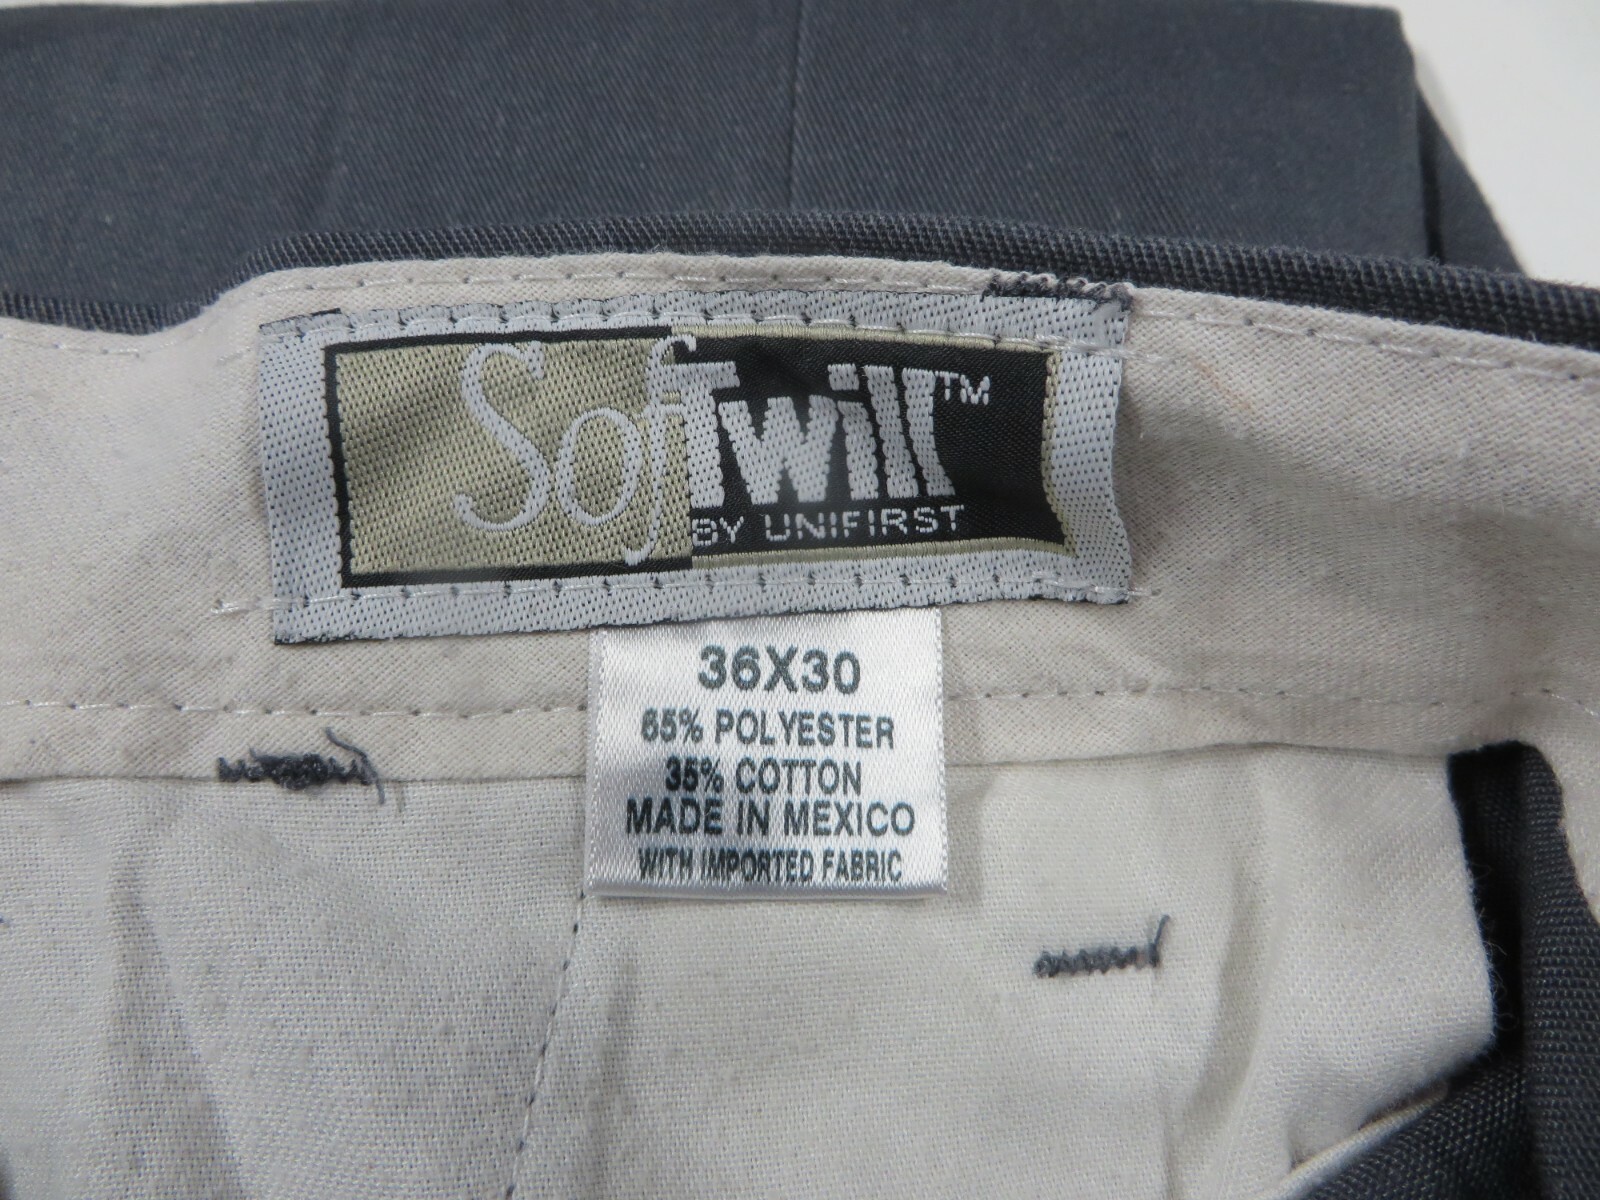 SofTwill™
BY UNIFIRST
36X30
65% POLYESTER
35% COTTON
MADE IN MEXICO
WITH IMPORTED FABRIC